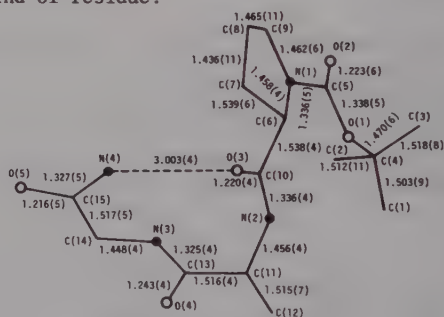 1.465(11)
C(8)
C(9)
1.462(6)
O(2)
1.436(11)
N(1)
1.223(6)
1.458(4)
C(5)
C(7)
1.336(5)
1.338(5)
1.539(6)
O(1)
C(3)
C(6)
1.470(6)
1.538(4)
C(2)
1.518(8)
N(4)
3.003(4)
O(3)
1.512(11)
C(4)
O(5)
1.220(4)
C(10)
1.503(9)
1.327(5)
1.336(4)
1.216(5)
C(15)
C(1)
1.517(5)
N(3)
N(2)
C(14)
1.448(4)
1.325(4)
1.456(4)
C(13)
C(11)
1.243(4)
1.516(4)
1.515(7)
O(4)
C(12)